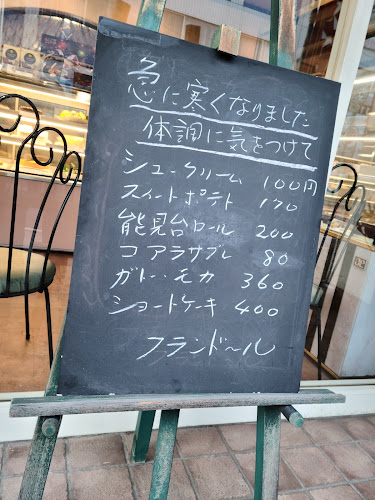 急に寒くなりました
体調に気をつけて
シュークリーム 100円
スイートポテト 170
能見台ロール 200
コアラサブレ 80
ガトー・モカ 360
ショートケーキ 400
フランドール